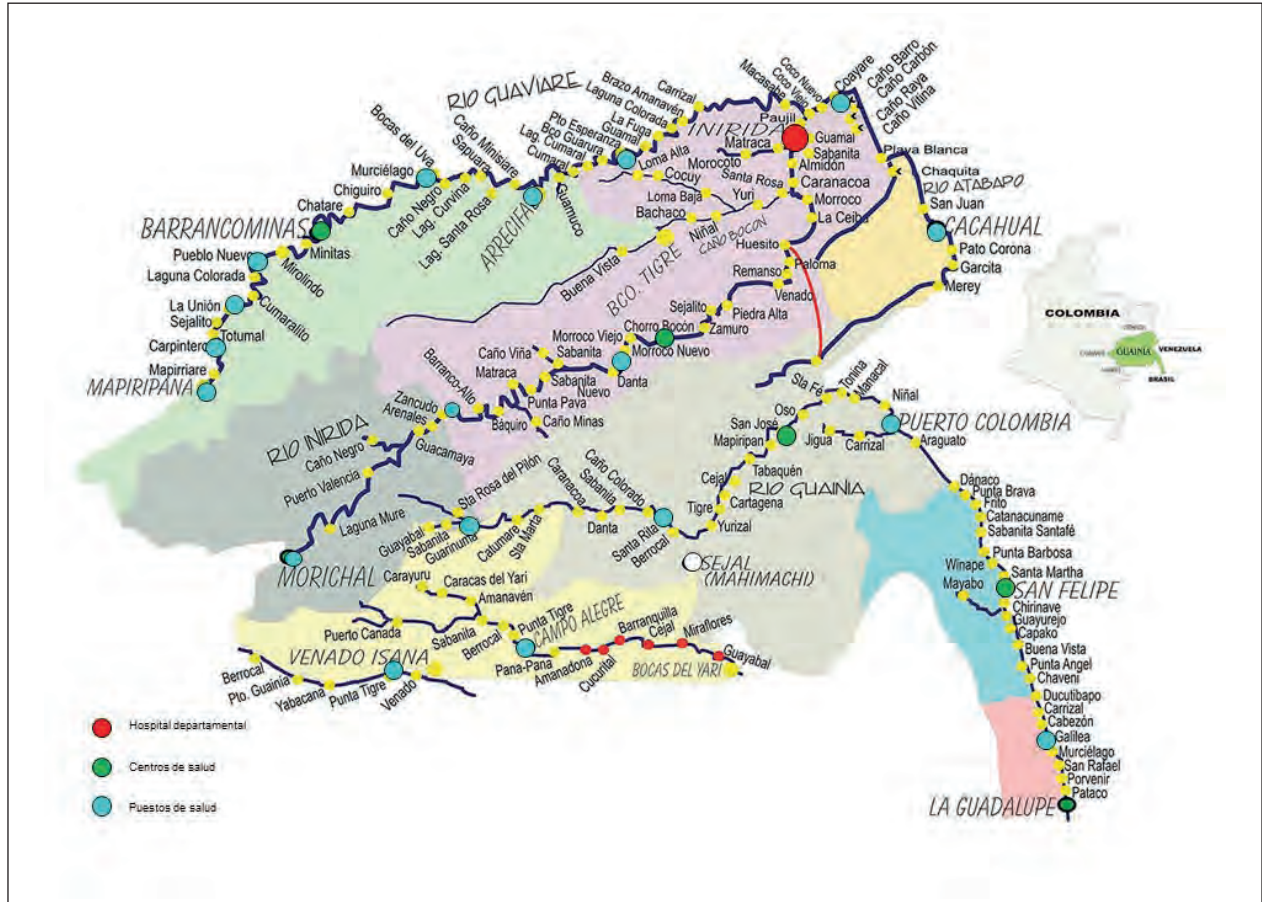 RIO GUAVIARE
Bocas del Uva
Murciélago
Chiguiro
Chatare
BARRANCOMINAS
Minitas
Mirolindo
Pueblo Nuevo
Laguna Colorada
Cumaralito
La Unión
Sejalito
Totumal
Carpintero
Mapirriare
MAPIRIPANA
Caño Negro
Lag. Curvina
Lag. Santa Rosa
Sapuara
Caño Minisiare
ARRECIFAL
Guamuco
Cumaral
Lag. Cumaral
Bco Guarura
Pto Esperanza
Guamal
La Fuga
Laguna Colorada
Brazo Amanavén
Carrizal
Macasabe
Coco Viejo
Coco Nuevo
Coayare
Caño Barro
Caño Carbón
Caño Raya
Caño Vitina
INIRIDA
Paujil
Guamal
Sabanita
Matraca
Almidón
Morocoto
Caranacoa
Santa Rosa
Morroco
La Ceiba
Loma Alta
Cocuy
Loma Baja
Yuri
Bachaco
Niñal
CAÑO BOCON
Playa Blanca
Chaquita
RIO ATABAPO
San Juan
CACAHUAL
Pato Corona
Garcita
Merey
Huesito
Paloma
Remanso
Venado
Buena Vista
BCO. TIGRE
Sejalito
Piedra Alta
Zamuro
Chorro Bocón
Morroco Viejo
Morroco Nuevo
Danta
Caño Viña
Sabanita
Sabanita Nuevo
Matraca
Barranco-Alto
Punta Pava
Caño Minas
Báquiro
Zancudo
Arenales
Guacamaya
RIO INIRIDA
Caño Negro
Puerto Valencia
Laguna Mure
MORICHAL
COLOMBIA
GUAINÍA
VENEZUELA
BRASIL
Sta Fé
Tonina
Manacal
Niñal
Oso
San José
PUERTO COLOMBIA
Mapiripan
Jigua
Carrizal
Araguato
Tabaquén
Cejal
RIO GUAINIA
Cartagena
Tigre
Yurizal
Dánaco
Punta Brava
Frito
Catanacuname
Sabanita Santafé
Punta Barbosa
Winape
Santa Martha
Mayabo
SAN FELIPE
Chirinave
Guayurejo
Capako
Buena Vista
Punta Angel
Chaveni
Ducutibapo
Carrizal
Cabezón
Galilea
Murciélago
San Rafael
Porvenir
Pataco
LA GUADALUPE
Sta Rosa del Pilón
Caranacoa
Sabanita
Caño Colorado
Guayabal
Sabanita
Guarinuma
Catumare
Sta Marta
Danta
Santa Rita
Berrocal
SEJAL
(MAHIMACHI)
Carayuru
Caracas del Yari
Amanavén
Puerto Canada
Sabanita
Berrocal
Punta Tigre
CAMPO ALEGRE
Barranquilla
Cejal
Miraflores
Guayabal
Pana-Pana
Amanadona
Cucurital
BOCAS DEL YARI
VENADO ISANA
Berrocal
Pto. Guainía
Yabacana
Punta Tigre
Venado
Hospital departamental
Centros de salud
Puestos de salud